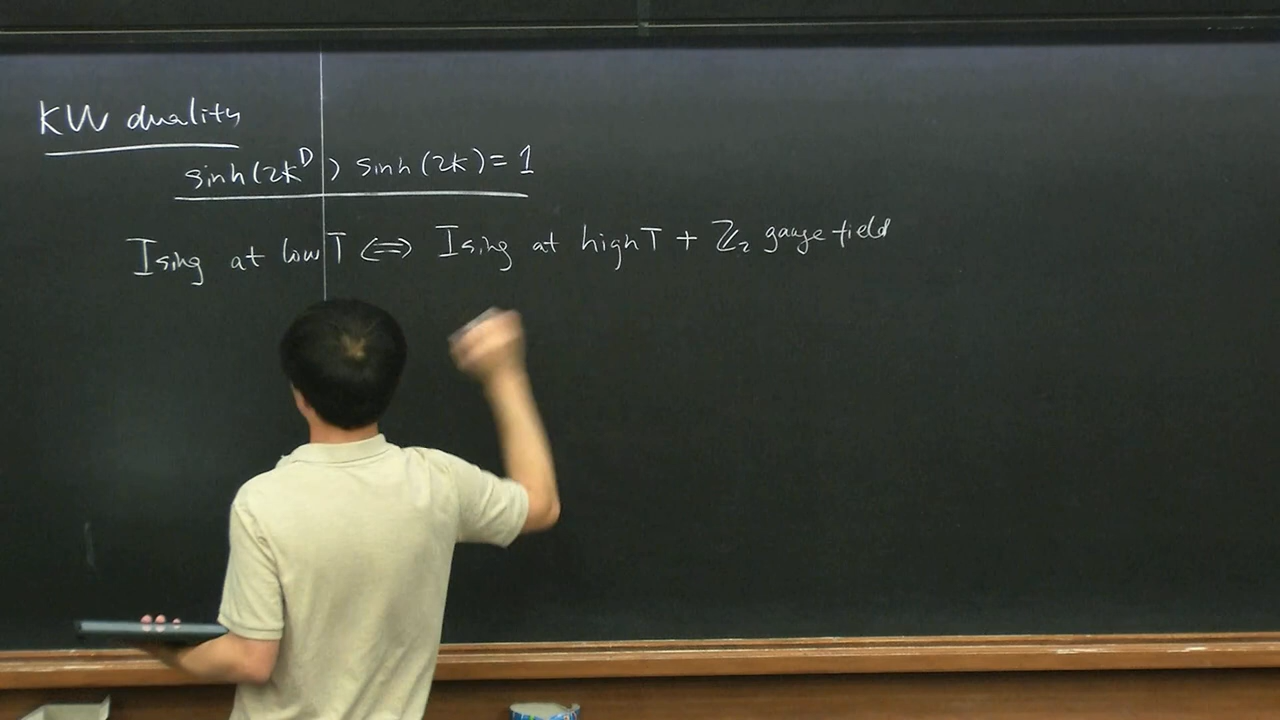 KW duality
sinh(2K^D) sinh(2K) = 1
Ising at low T ⇔ Ising at high T + ℤ₂ gauge field